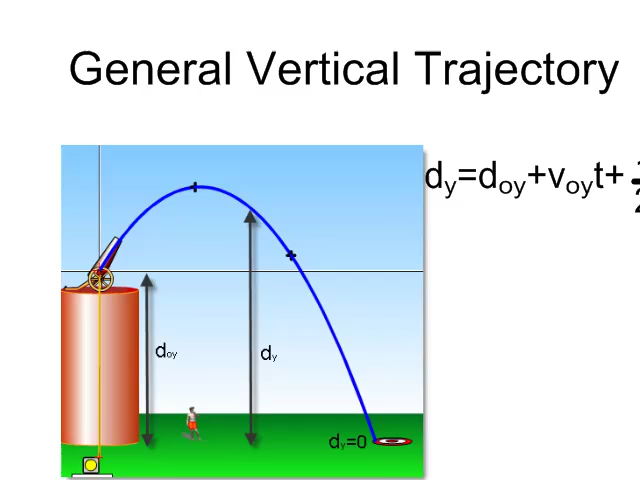 General Vertical Trajectory
dy=doy+voyt+
doy
dy
dy=0